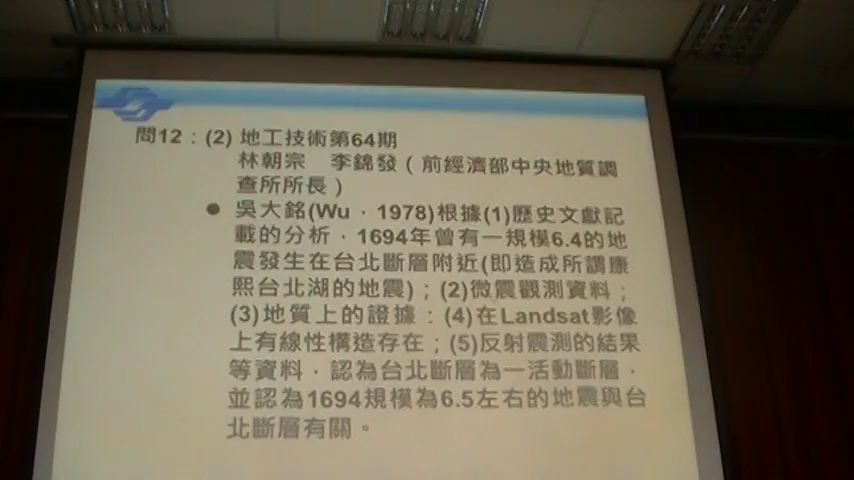 問12：(2) 地工技術第64期
林朝宗　李錦發（前經濟部中央地質調
查所所長）
● 吳大銘(Wu，1978)根據(1)歷史文獻記
載的分析，1694年曾有一規模6.4的地
震發生在台北斷層附近(即造成所謂康
熙台北湖的地震)；(2)微震觀測資料；
(3)地質上的證據：(4)在Landsat影像
上有線性構造存在；(5)反射震測的結果
等資料，認為台北斷層為一活動斷層，
並認為1694規模為6.5左右的地震與台
北斷層有關。